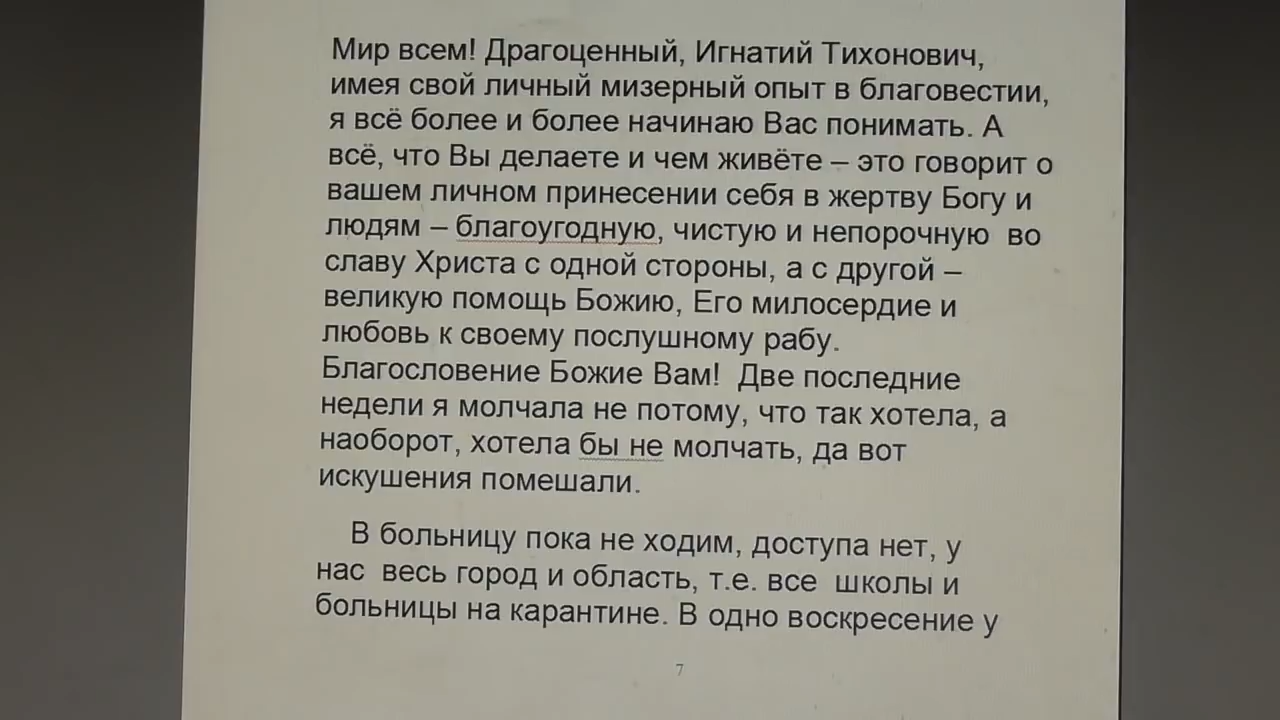 Мир всем! Драгоценный, Игнатий Тихонович,
имея свой личный мизерный опыт в благовестии,
я всё более и более начинаю Вас понимать. А
всё, что Вы делаете и чем живёте – это говорит о
вашем личном принесении себя в жертву Богу и
людям – благоугодную, чистую и непорочную во
славу Христа с одной стороны, а с другой –
великую помощь Божию, Его милосердие и
любовь к своему послушному рабу.
Благословение Божие Вам! Две последние
недели я молчала не потому, что так хотела, а
наоборот, хотела бы не молчать, да вот
искушения помешали.
В больницу пока не ходим, доступа нет, у
нас весь город и область, т.е. все школы и
больницы на карантине. В одно воскресение у
7